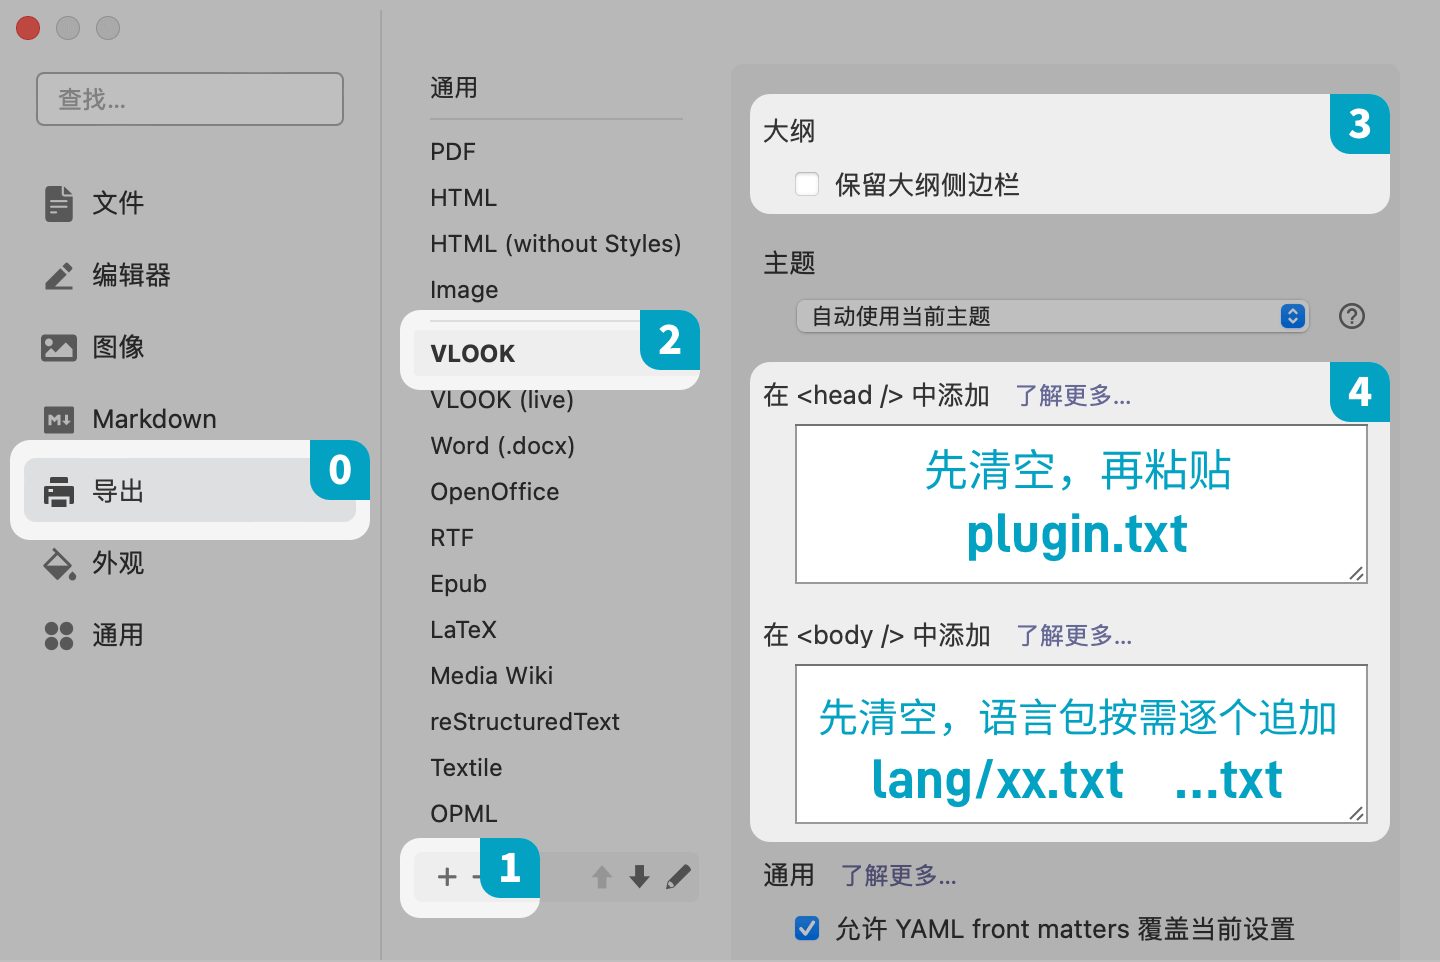 查找...
文件
编辑器
图像
Markdown
导出
0
外观
通用
通用
PDF
HTML
HTML (without Styles)
Image
VLOOK
2
VLOOK (live)
Word (.docx)
OpenOffice
RTF
Epub
LaTeX
Media Wiki
reStructuredText
Textile
OPML
+ -
1
大纲
3
保留大纲侧边栏
主题
自动使用当前主题
?
在 <head /> 中添加 了解更多...
4
先清空，再粘贴
plugin.txt
在 <body /> 中添加 了解更多...
先清空，语言包按需逐个追加
lang/xx.txt ...txt
通用 了解更多...
允许 YAML front matters 覆盖当前设置